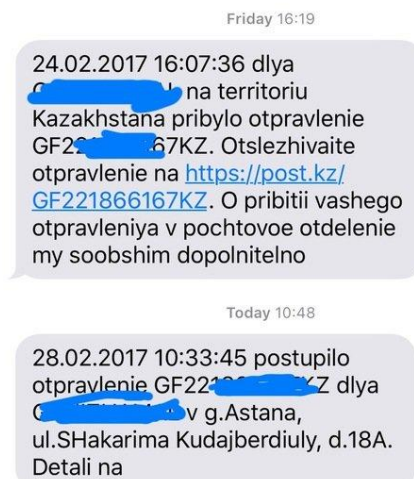 Friday 16:19
24.02.2017 16:07:36 dlya
na territoriu
Kazakhstana pribylo otpravlenie
GF22 67KZ. Otslezhivaite
otpravlenie na https://post.kz/
GF221866167KZ. O pribitii vashego
otpravleniya v pochtovoe otdelenie
my soobshim dopolnitelno
Today 10:48
28.02.2017 10:33:45 postupilo
otpravlenie GF221 Z dlya
v g.Astana,
ul.SHakarima Kudajberdiuly, d.18A.
Detali na